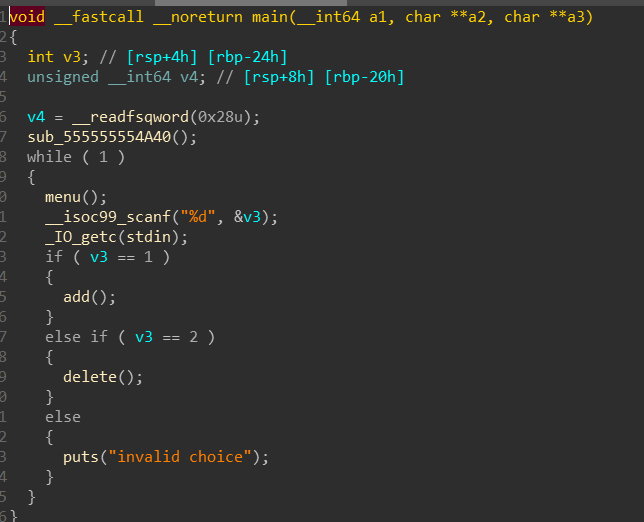 1 void __fastcall __noreturn main(__int64 a1, char **a2, char **a3)
2 {
3 int v3; // [rsp+4h] [rbp-24h]
4 unsigned __int64 v4; // [rsp+8h] [rbp-20h]
5
6 v4 = __readfsqword(0x28u);
7 sub_555555554A40();
8 while ( 1 )
9 {
0 menu();
1 __isoc99_scanf("%d", &v3);
2 _IO_getc(stdin);
3 if ( v3 == 1 )
4 {
5 add();
6 }
7 else if ( v3 == 2 )
8 {
9 delete();
0 }
1 else
2 {
3 puts("invalid choice");
4 }
5 }
6 }